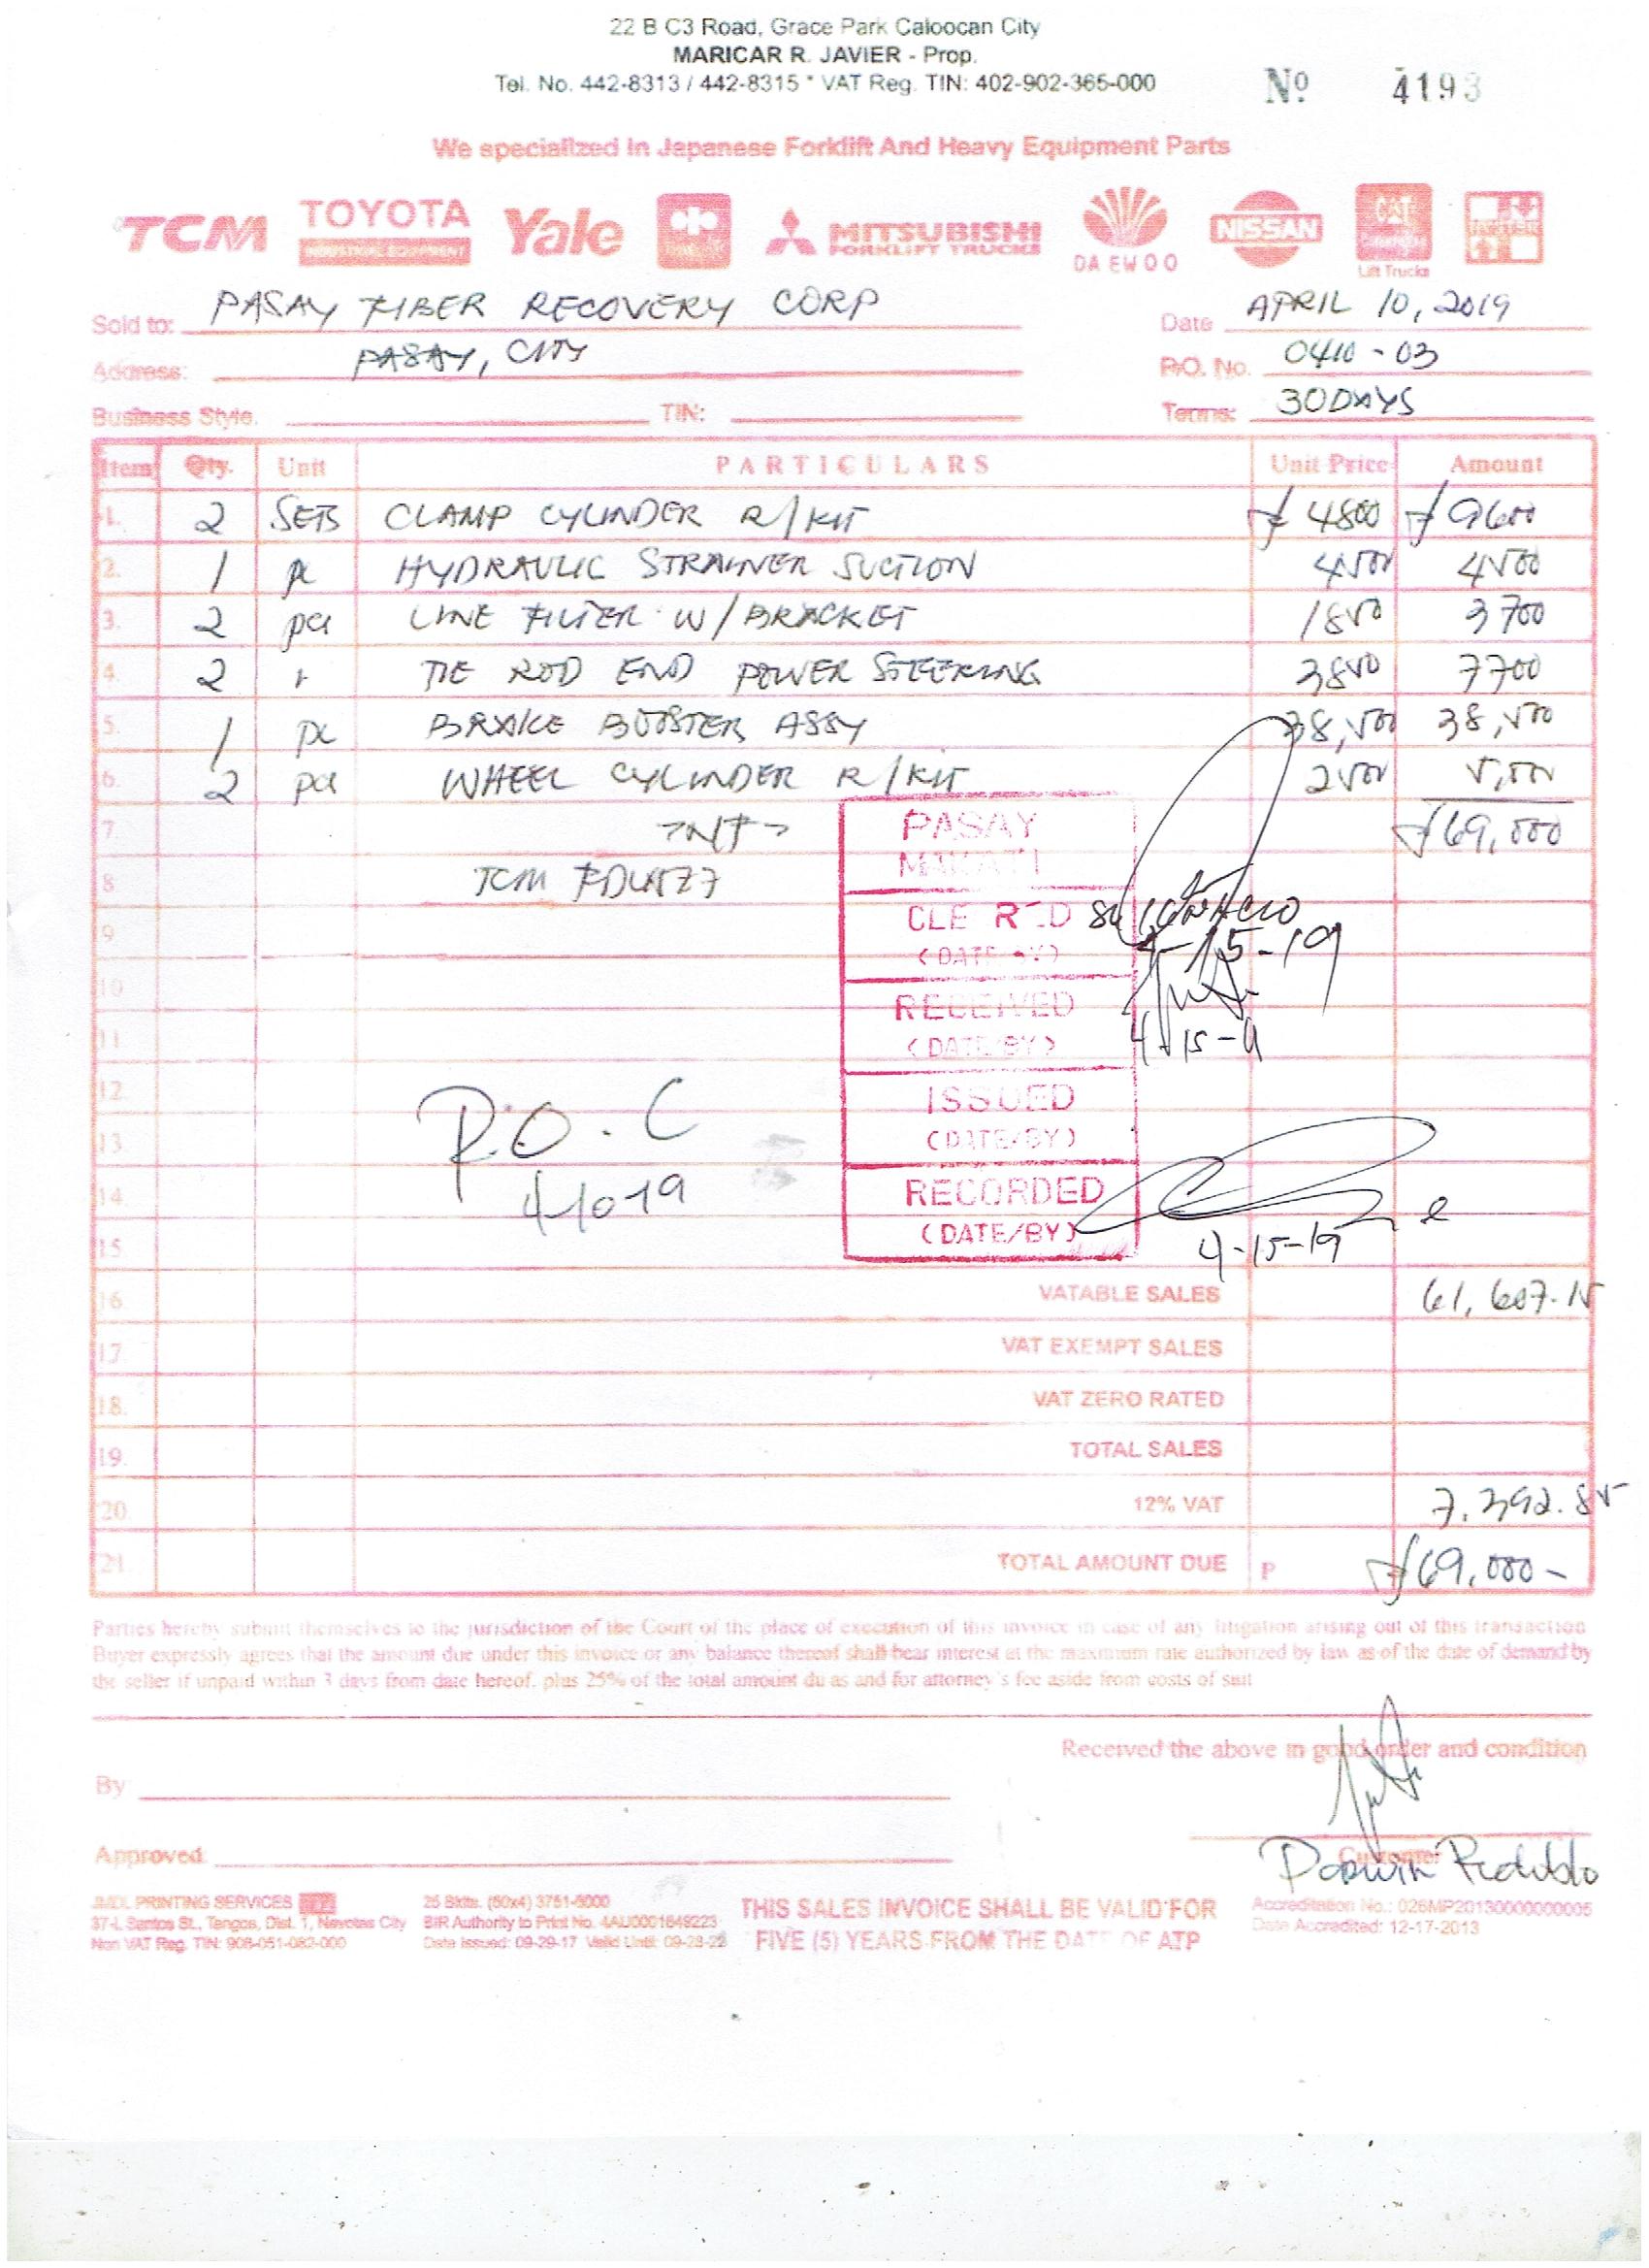 22 B C3 Road, Grace Park Caloocan City
MARICAR R. JAVIER - Prop.
Tel. No. 442-8313 / 442-8315 * VAT Reg. TIN: 402-902-365-000
Nº 4193
We specialized In Japanese Forklift And Heavy Equipment Parts
TCM TOYOTA INDUSTRIAL EQUIPMENT Yale MITSUBISHI FORKLIFT TRUCKS DAEWOO NISSAN CAT Lift Trucks
Sold to: PASAY FIBER RECOVERY CORP Date APRIL 10, 2019
Address: PASAY, CITY P.O. No. 0410-03
Business Style. TIN: Terms: 30 DAYS
Item Qty. Unit PARTICULARS Unit Price Amount
1. 2 SETS CLAMP CYLINDER R/KIT ₱ 4800 ₱ 9600
2. 1 pc HYDRAULIC STRAINER SUCTION 4500 4500
3. 2 pcs LINE FILTER W/BRACKET 1850 3700
4. 2 " TIE ROD END POWER STEERING 3850 7700
5. 1 pc BRAKE BOOSTER ASSY 38,500 38,500
6. 2 pcs WHEEL CYLINDER R/KIT 2500 5,000
7. ₱69,000
8 TCM
9
10
11
12
13
14
15
PASAY
CLE R D
(DATE BY)
4-15-19
RECEIVED
(DATE/BY)
ISSUED
(DATE/BY)
RECORDED
(DATE/BY)
4-15-19
P.O. C
4-10-19
16 VATABLE SALES 61,607.15
17 VAT EXEMPT SALES
18. VAT ZERO RATED
19. TOTAL SALES
20. 12% VAT 7,392.85
21. TOTAL AMOUNT DUE P ₱69,000-
Parties hereby submit themselves to the jurisdiction of the Court of the place of execution of this invoice in case of any litigation arising out of this transaction
Buyer expressly agrees that the amount due under this invoice or any balance thereof shall bear interest at the maximum rate authorized by law as of the date of demand by
the seller if unpaid within 3 days from date hereof, plus 25% of the total amount du as and for attorney's fee aside from costs of suit
Received the above in good order and condition
By
Approved:
Customer
Darwin
JMDL PRINTING SERVICES
37-L Santos St., Tangos, Dist. 1, Navotas City
Non VAT Reg. TIN: 908-051-082-000
25 Bklts. (50x4) 3751-5000
BIR Authority to Print No. 4AU0001649223
Date Issued: 09-29-17 Valid Until: 09-28-22
THIS SALES INVOICE SHALL BE VALID FOR
FIVE (5) YEARS FROM THE DATE OF ATP
Accreditation No.: 026MP20130000000005
Date Accredited: 12-17-2013